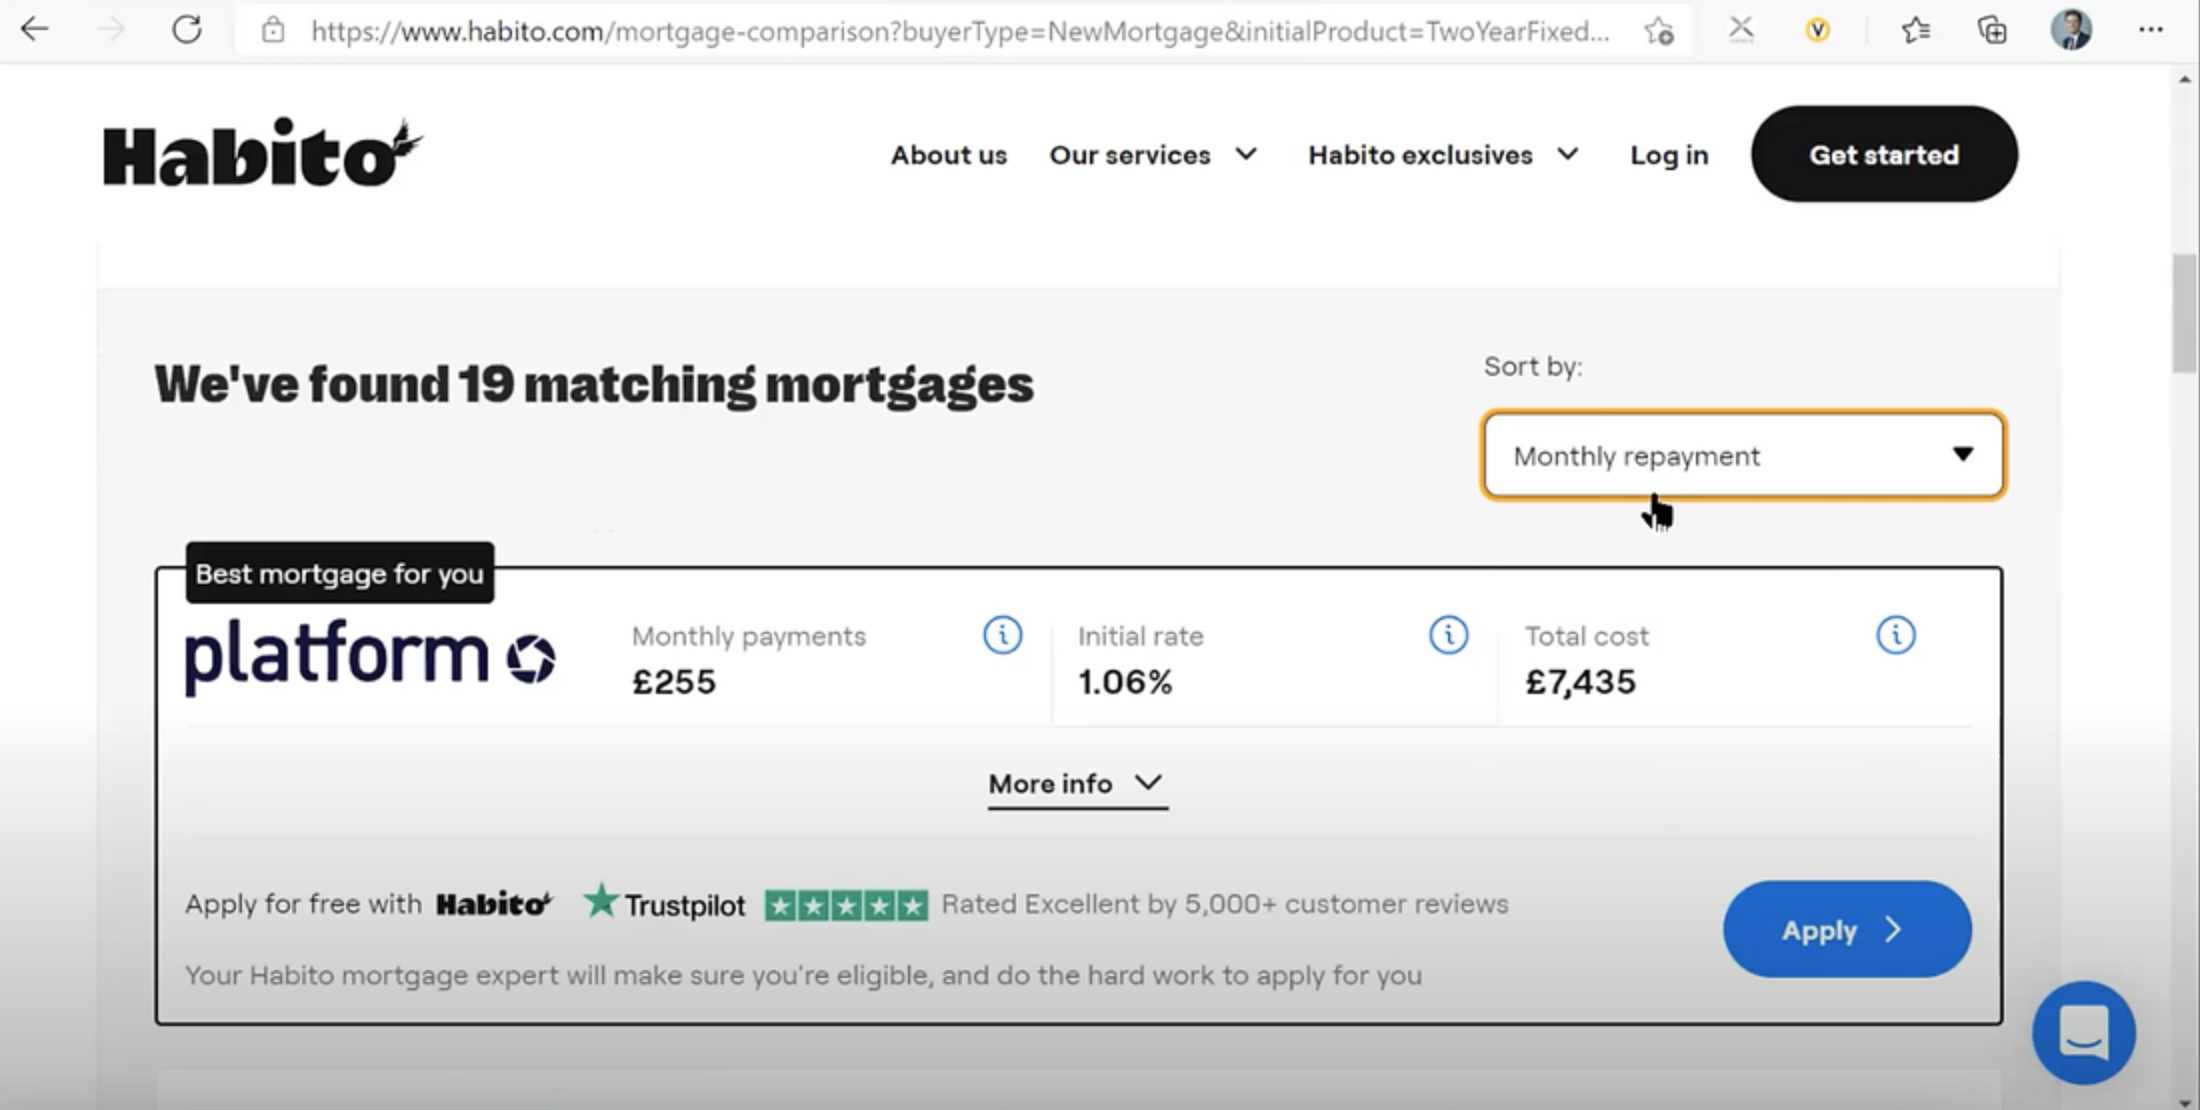 https://www.habito.com/mortgage-comparison?buyerType=NewMortgage&initialProduct=TwoYearFixed...
Habito
About us
Our services
Habito exclusives
Log in
Get started
We've found 19 matching mortgages
Sort by:
Monthly repayment
Best mortgage for you
platform
Monthly payments
£255
Initial rate
1.06%
Total cost
£7,435
More info
Apply for free with Habito Trustpilot Rated Excellent by 5,000+ customer reviews
Your Habito mortgage expert will make sure you're eligible, and do the hard work to apply for you
Apply